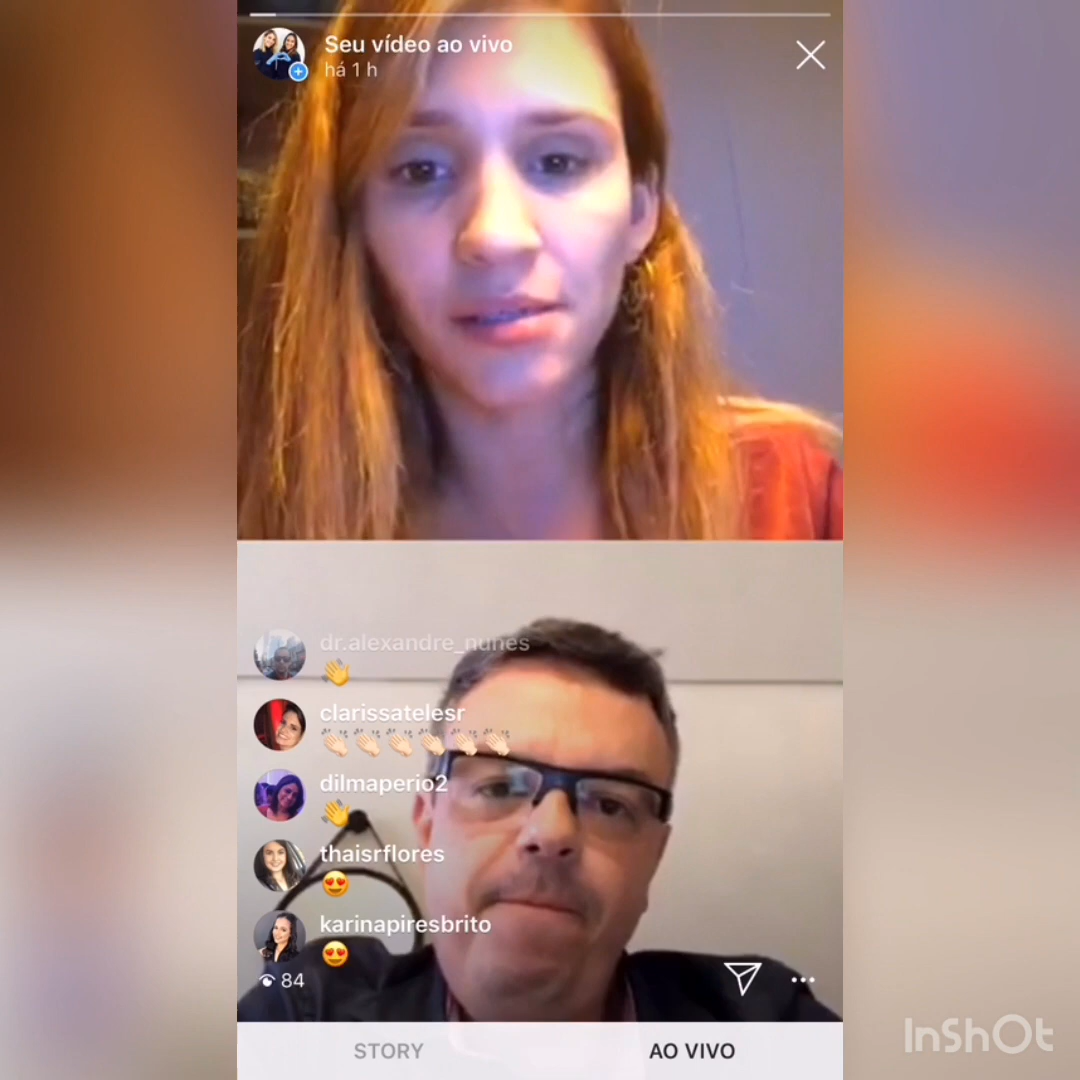 Seu vídeo ao vivo
há 1 h
dr.alexandre_nunes
clarissatelesr
dilmaperio2
thaisrflores
karinapiresbrito
84
STORY
AO VIVO
InShOt